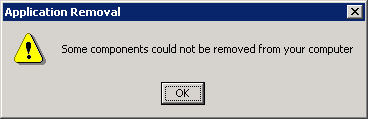 Application Removal
Some components could not be removed from your computer
OK